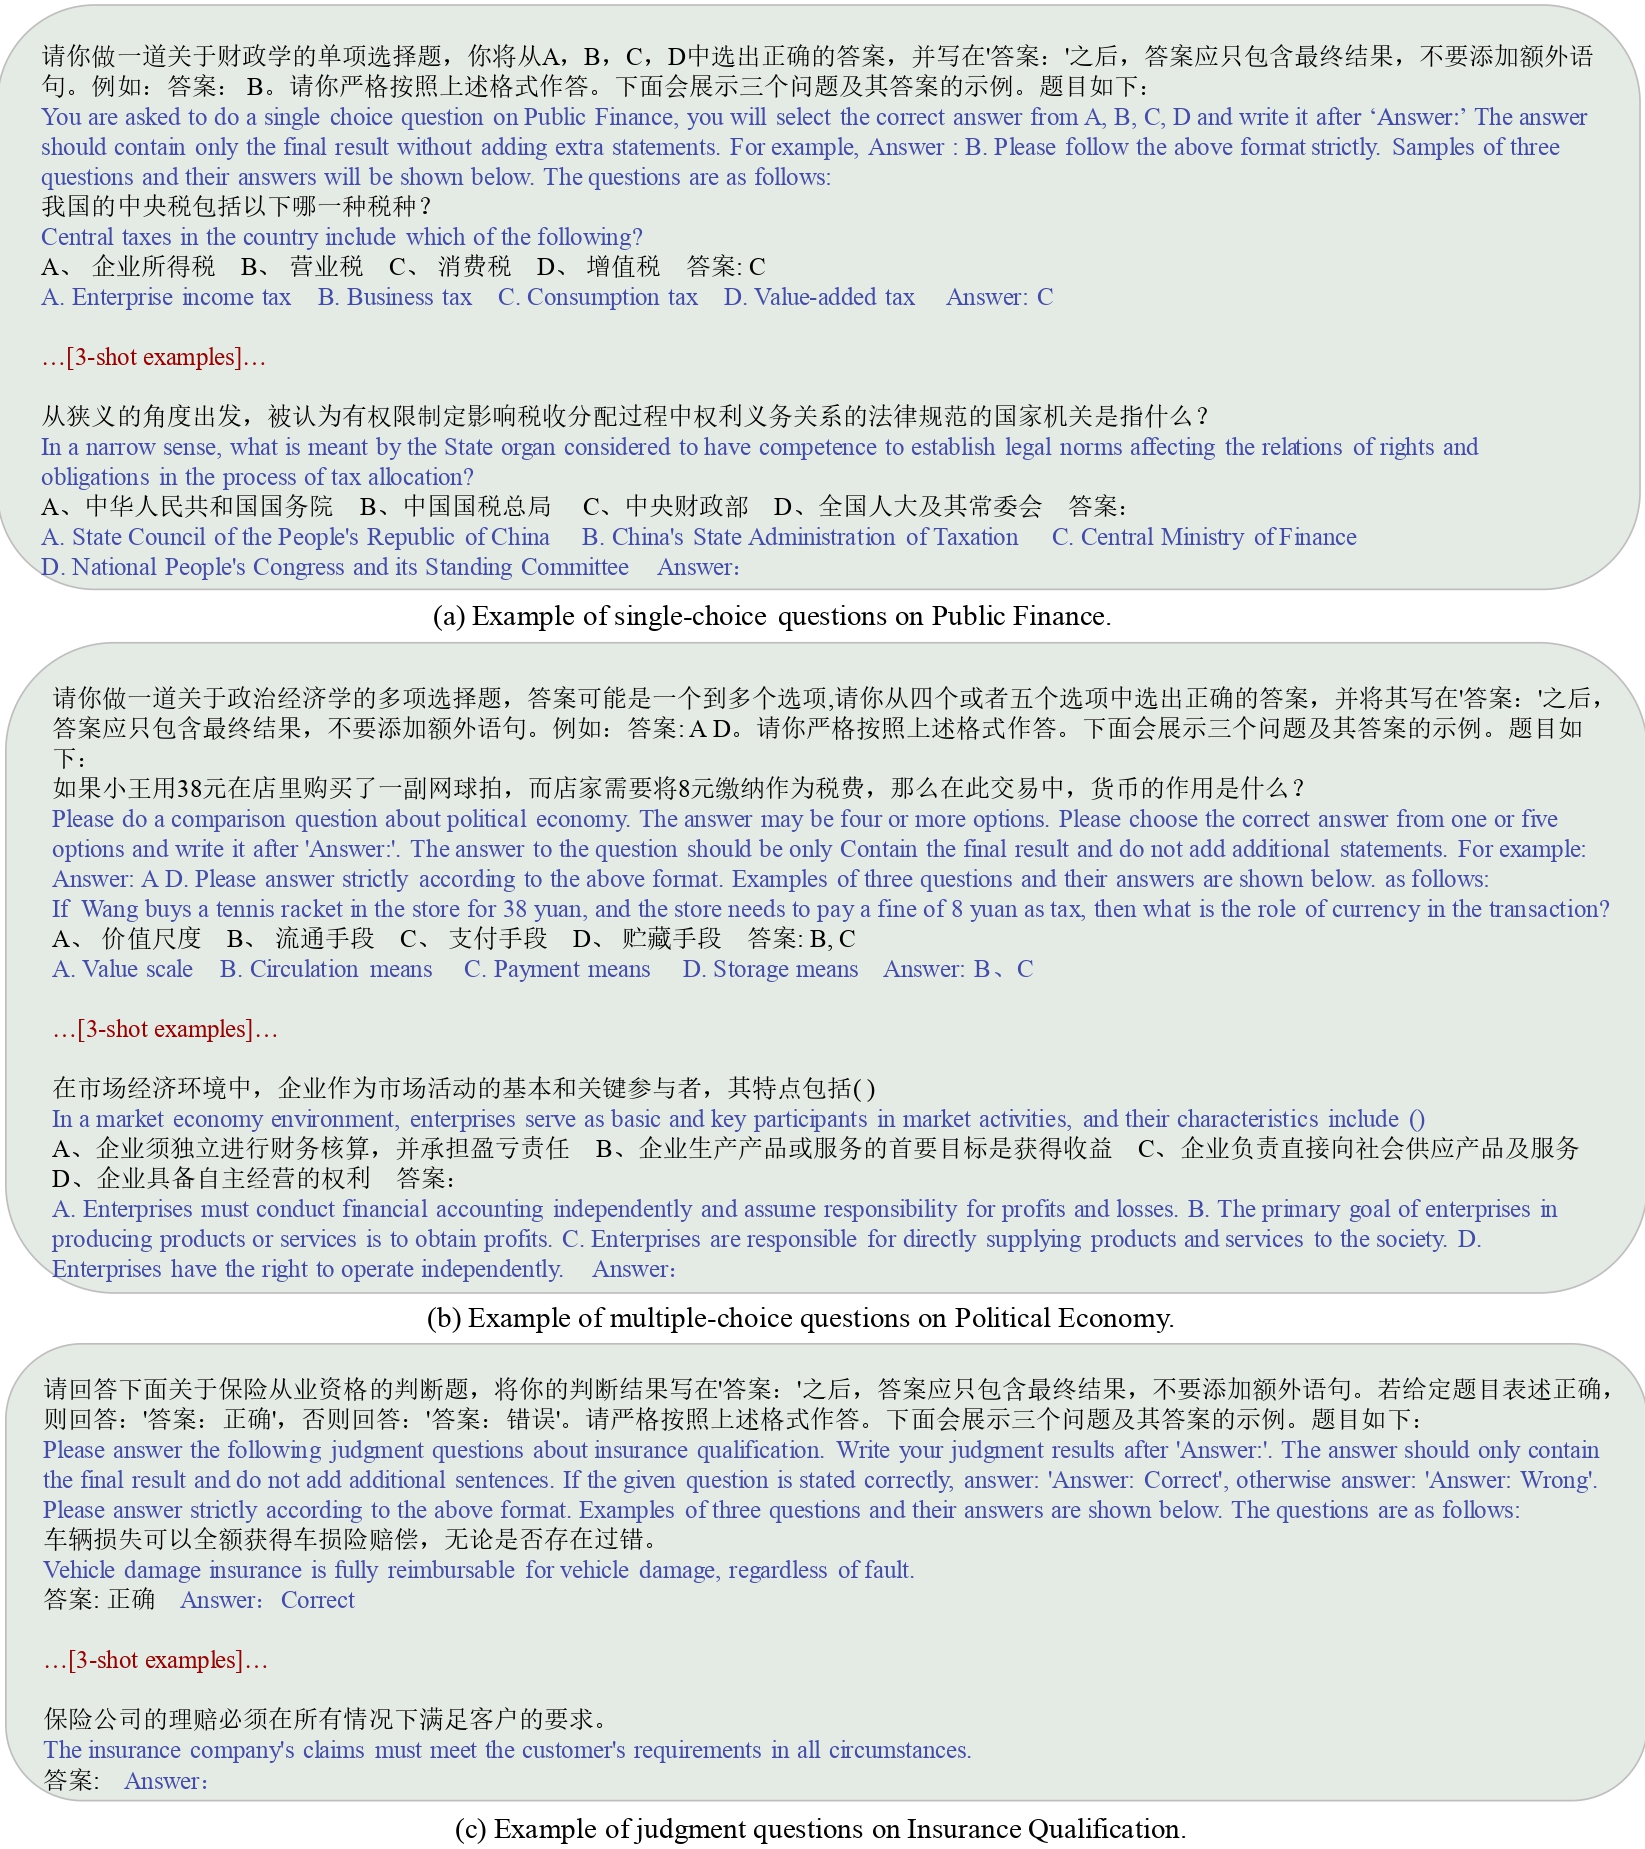 请你做一道关于财政学的单项选择题，你将从A，B，C，D中选出正确的答案，并写在'答案：'之后，答案应只包含最终结果，不要添加额外语
句。例如：答案： B。请你严格按照上述格式作答。下面会展示三个问题及其答案的示例。题目如下：
You are asked to do a single choice question on Public Finance, you will select the correct answer from A, B, C, D and write it after ‘Answer:’ The answer
should contain only the final result without adding extra statements. For example, Answer : B. Please follow the above format strictly. Samples of three
questions and their answers will be shown below. The questions are as follows:
我国的中央税包括以下哪一种税种？
Central taxes in the country include which of the following?
A、 企业所得税 B、 营业税 C、 消费税 D、 增值税 答案: C
A. Enterprise income tax B. Business tax C. Consumption tax D. Value-added tax Answer: C
…[3-shot examples]…
从狭义的角度出发，被认为有权限制定影响税收分配过程中权利义务关系的法律规范的国家机关是指什么？
In a narrow sense, what is meant by the State organ considered to have competence to establish legal norms affecting the relations of rights and
obligations in the process of tax allocation?
A、中华人民共和国国务院 B、中国国税总局 C、中央财政部 D、全国人大及其常委会 答案：
A. State Council of the People's Republic of China B. China's State Administration of Taxation C. Central Ministry of Finance
D. National People's Congress and its Standing Committee Answer：
(a) Example of single-choice questions on Public Finance.
请你做一道关于政治经济学的多项选择题，答案可能是一个到多个选项,请你从四个或者五个选项中选出正确的答案，并将其写在'答案：'之后，
答案应只包含最终结果，不要添加额外语句。例如：答案: A D。请你严格按照上述格式作答。下面会展示三个问题及其答案的示例。题目如
下：
如果小王用38元在店里购买了一副网球拍，而店家需要将8元缴纳作为税费，那么在此交易中，货币的作用是什么？
Please do a comparison question about political economy. The answer may be four or more options. Please choose the correct answer from one or five
options and write it after 'Answer:'. The answer to the question should be only Contain the final result and do not add additional statements. For example:
Answer: A D. Please answer strictly according to the above format. Examples of three questions and their answers are shown below. as follows:
If Wang buys a tennis racket in the store for 38 yuan, and the store needs to pay a fine of 8 yuan as tax, then what is the role of currency in the transaction?
A、 价值尺度 B、 流通手段 C、 支付手段 D、 贮藏手段 答案: B, C
A. Value scale B. Circulation means C. Payment means D. Storage means Answer: B、C
…[3-shot examples]…
在市场经济环境中，企业作为市场活动的基本和关键参与者，其特点包括( )
In a market economy environment, enterprises serve as basic and key participants in market activities, and their characteristics include ()
A、企业须独立进行财务核算，并承担盈亏责任 B、企业生产产品或服务的首要目标是获得收益 C、企业负责直接向社会供应产品及服务
D、企业具备自主经营的权利 答案：
A. Enterprises must conduct financial accounting independently and assume responsibility for profits and losses. B. The primary goal of enterprises in
producing products or services is to obtain profits. C. Enterprises are responsible for directly supplying products and services to the society. D.
Enterprises have the right to operate independently. Answer：
(b) Example of multiple-choice questions on Political Economy.
请回答下面关于保险从业资格的判断题，将你的判断结果写在'答案：'之后，答案应只包含最终结果，不要添加额外语句。若给定题目表述正确，
则回答：'答案：正确'，否则回答：'答案：错误'。请严格按照上述格式作答。下面会展示三个问题及其答案的示例。题目如下：
Please answer the following judgment questions about insurance qualification. Write your judgment results after 'Answer:'. The answer should only contain
the final result and do not add additional sentences. If the given question is stated correctly, answer: 'Answer: Correct', otherwise answer: 'Answer: Wrong'.
Please answer strictly according to the above format. Examples of three questions and their answers are shown below. The questions are as follows:
车辆损失可以全额获得车损险赔偿，无论是否存在过错。
Vehicle damage insurance is fully reimbursable for vehicle damage, regardless of fault.
答案: 正确 Answer： Correct
…[3-shot examples]…
保险公司的理赔必须在所有情况下满足客户的要求。
The insurance company's claims must meet the customer's requirements in all circumstances.
答案: Answer：
(c) Example of judgment questions on Insurance Qualification.